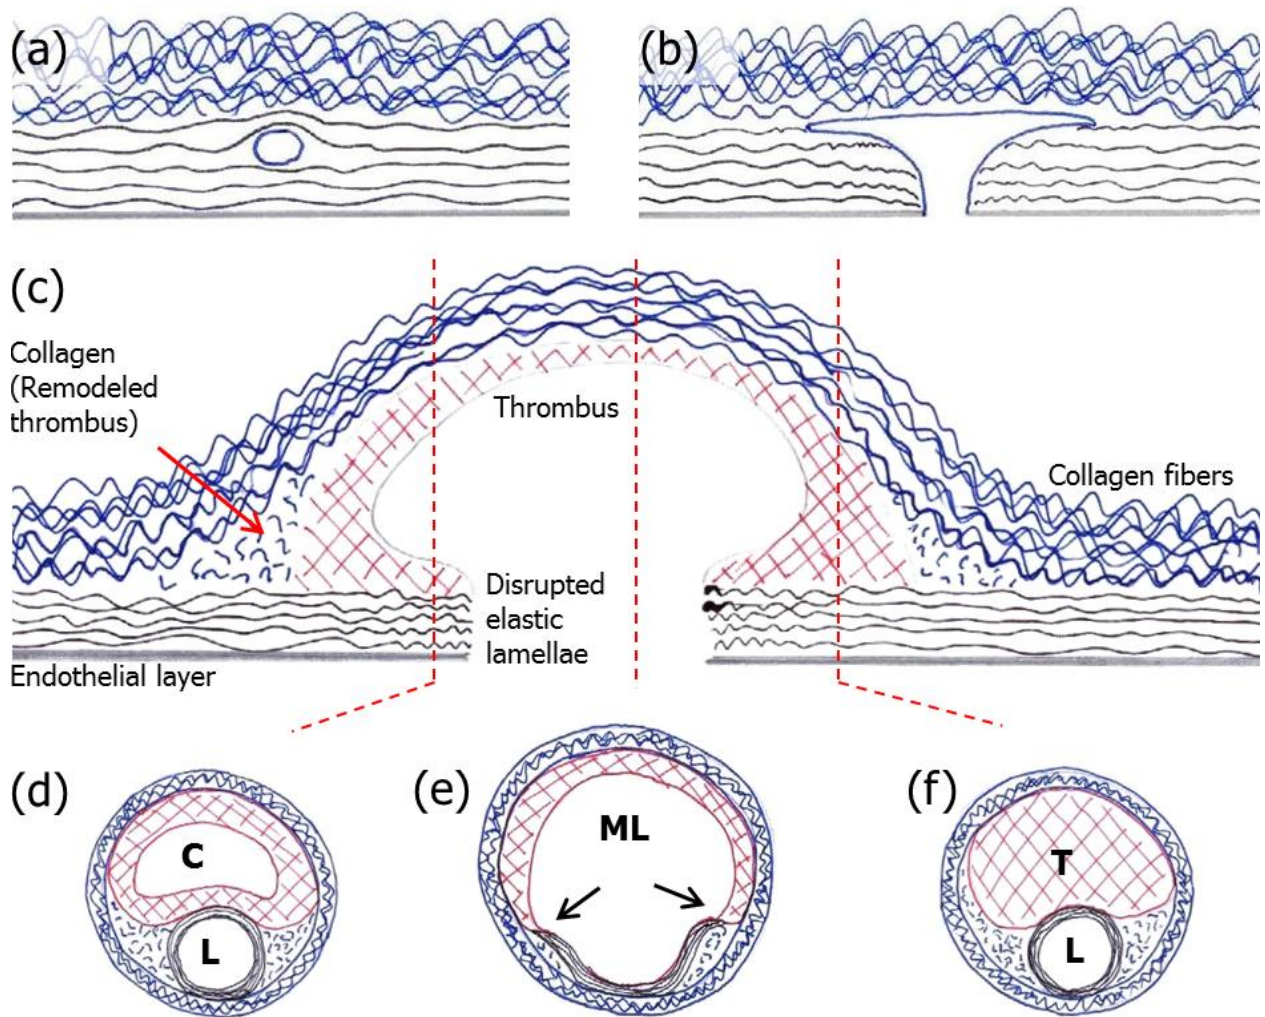 (a)
(b)
(c)
Collagen
(Remodeled
thrombus)
Thrombus
Collagen fibers
Disrupted
elastic
lamellae
Endothelial layer
(d)
(e)
(f)
C
ML
T
L
L